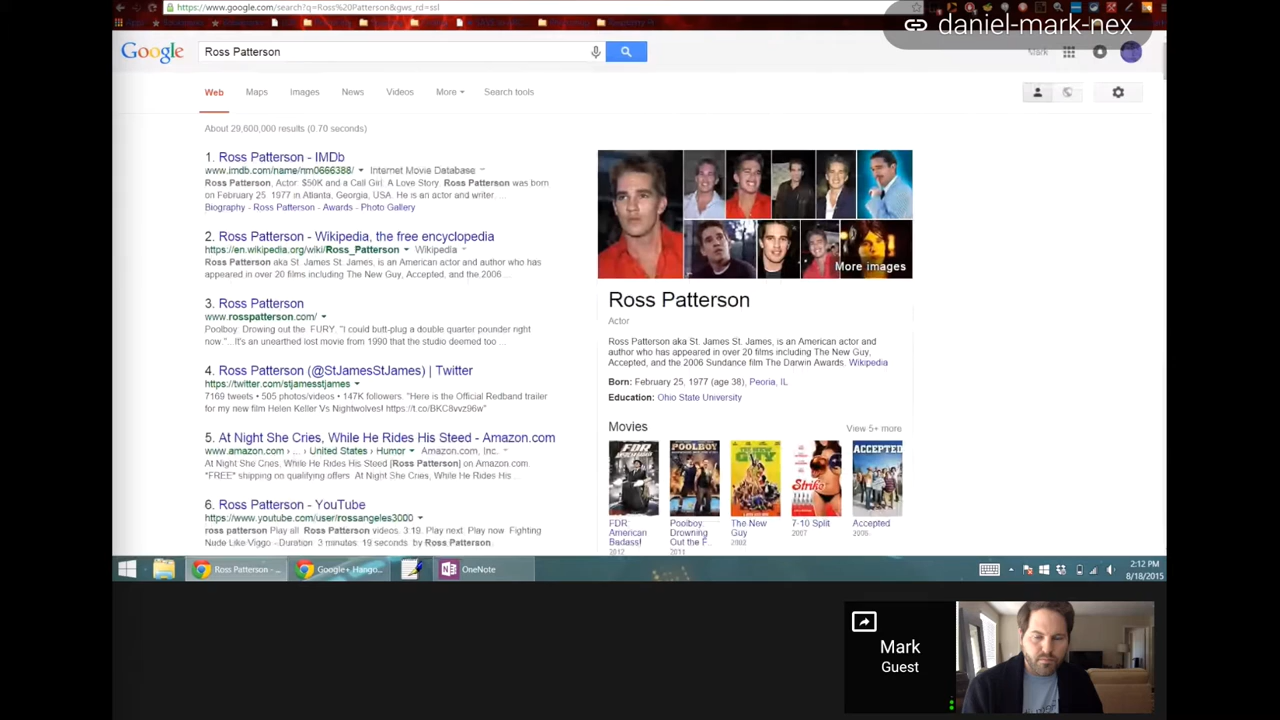 https://www.google.com/search?q=Ross%20Patterson&gws_rd=ssl
daniel-mark-nex
Google
Ross Patterson
Mark
Web Maps Images News Videos More Search tools
About 29,600,000 results (0.70 seconds)
1. Ross Patterson - IMDb
www.imdb.com/name/nm0666388/ Internet Movie Database
Ross Patterson, Actor: $50K and a Call Girl: A Love Story. Ross Patterson was born
on February 25, 1977 in Atlanta, Georgia, USA. He is an actor and writer ...
Biography - Ross Patterson - Awards - Photo Gallery
2. Ross Patterson - Wikipedia, the free encyclopedia
https://en.wikipedia.org/wiki/Ross_Patterson Wikipedia
Ross Patterson aka St. James St. James, is an American actor and author who has
appeared in over 20 films including The New Guy, Accepted, and the 2006 ...
3. Ross Patterson
www.rosspatterson.com/
Poolboy: Drowing out the. FURY. "I could butt-plug a double quarter pounder right
now."...It's an unearthed lost movie from 1990 that the studio deemed too ...
4. Ross Patterson (@StJamesStJames) | Twitter
https://twitter.com/stjamesstjames
7169 tweets • 505 photos/videos • 147K followers. "Here is the Official Redband trailer
for my new film Helen Keller Vs Nightwolves! https://t.co/BKC8vvz96w"
5. At Night She Cries, While He Rides His Steed - Amazon.com
www.amazon.com › ... › United States › Humor Amazon.com, Inc.
At Night She Cries, While He Rides His Steed [Ross Patterson] on Amazon.com.
*FREE* shipping on qualifying offers. At Night She Cries, While He Rides His ...
6. Ross Patterson - YouTube
https://www.youtube.com/user/rossangeles3000
ross patterson Play all. Ross Patterson videos. 3:19. Play next. Play now. Fighting
Nude Like Viggo - Duration: 3 minutes, 19 seconds. by Ross Patterson.
More images
Ross Patterson
Actor
Ross Patterson aka St. James St. James, is an American actor and
author who has appeared in over 20 films including The New Guy,
Accepted, and the 2006 Sundance film The Darwin Awards. Wikipedia
Born: February 25, 1977 (age 38), Peoria, IL
Education: Ohio State University
Movies View 5+ more
FDR POOLBOY NEW GUY Strike ACCEPTED
FDR: American Badass! 2012
Poolboy: Drowning Out the F... 2011
The New Guy 2002
7-10 Split 2007
Accepted 2006
Ross Patterson - ... Google+ Hango... OneNote
2:12 PM
8/18/2015
Mark
Guest